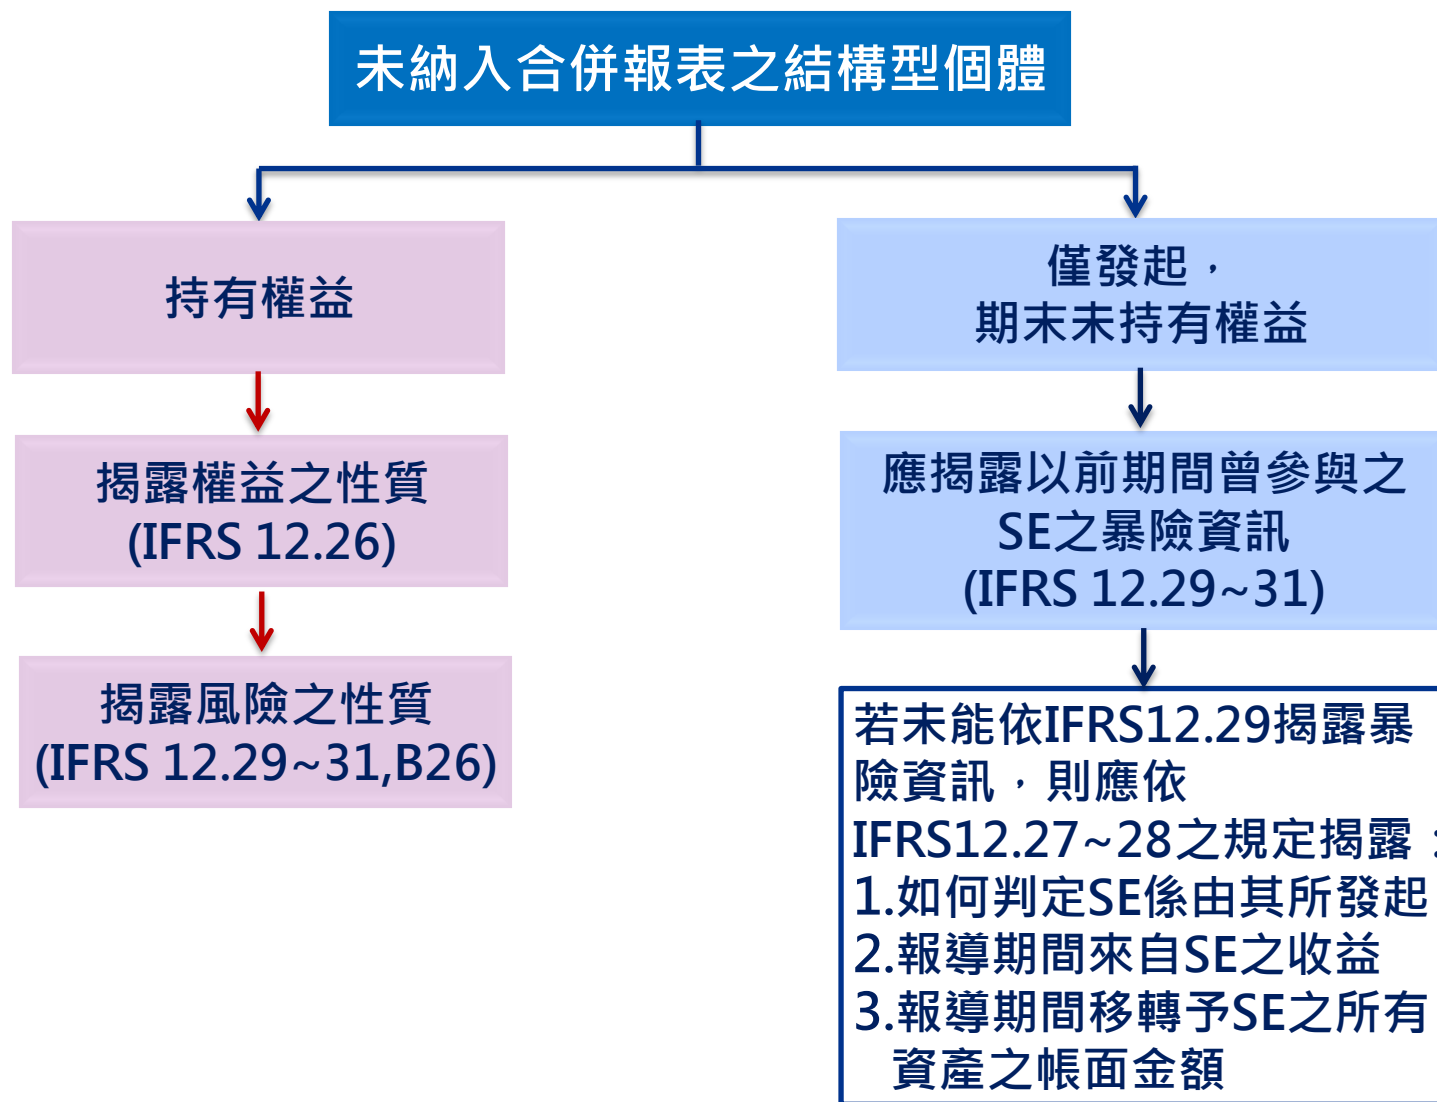 未納入合併報表之結構型個體
持有權益
揭露權益之性質
(IFRS 12.26)
揭露風險之性質
(IFRS 12.29~31,B26)
僅發起，
期末未持有權益
應揭露以前期間曾參與之
SE之暴險資訊
(IFRS 12.29~31)
若未能依IFRS12.29揭露暴
險資訊，則應依
IFRS12.27~28之規定揭露：
1.如何判定SE係由其所發起
2.報導期間來自SE之收益
3.報導期間移轉予SE之所有
資產之帳面金額